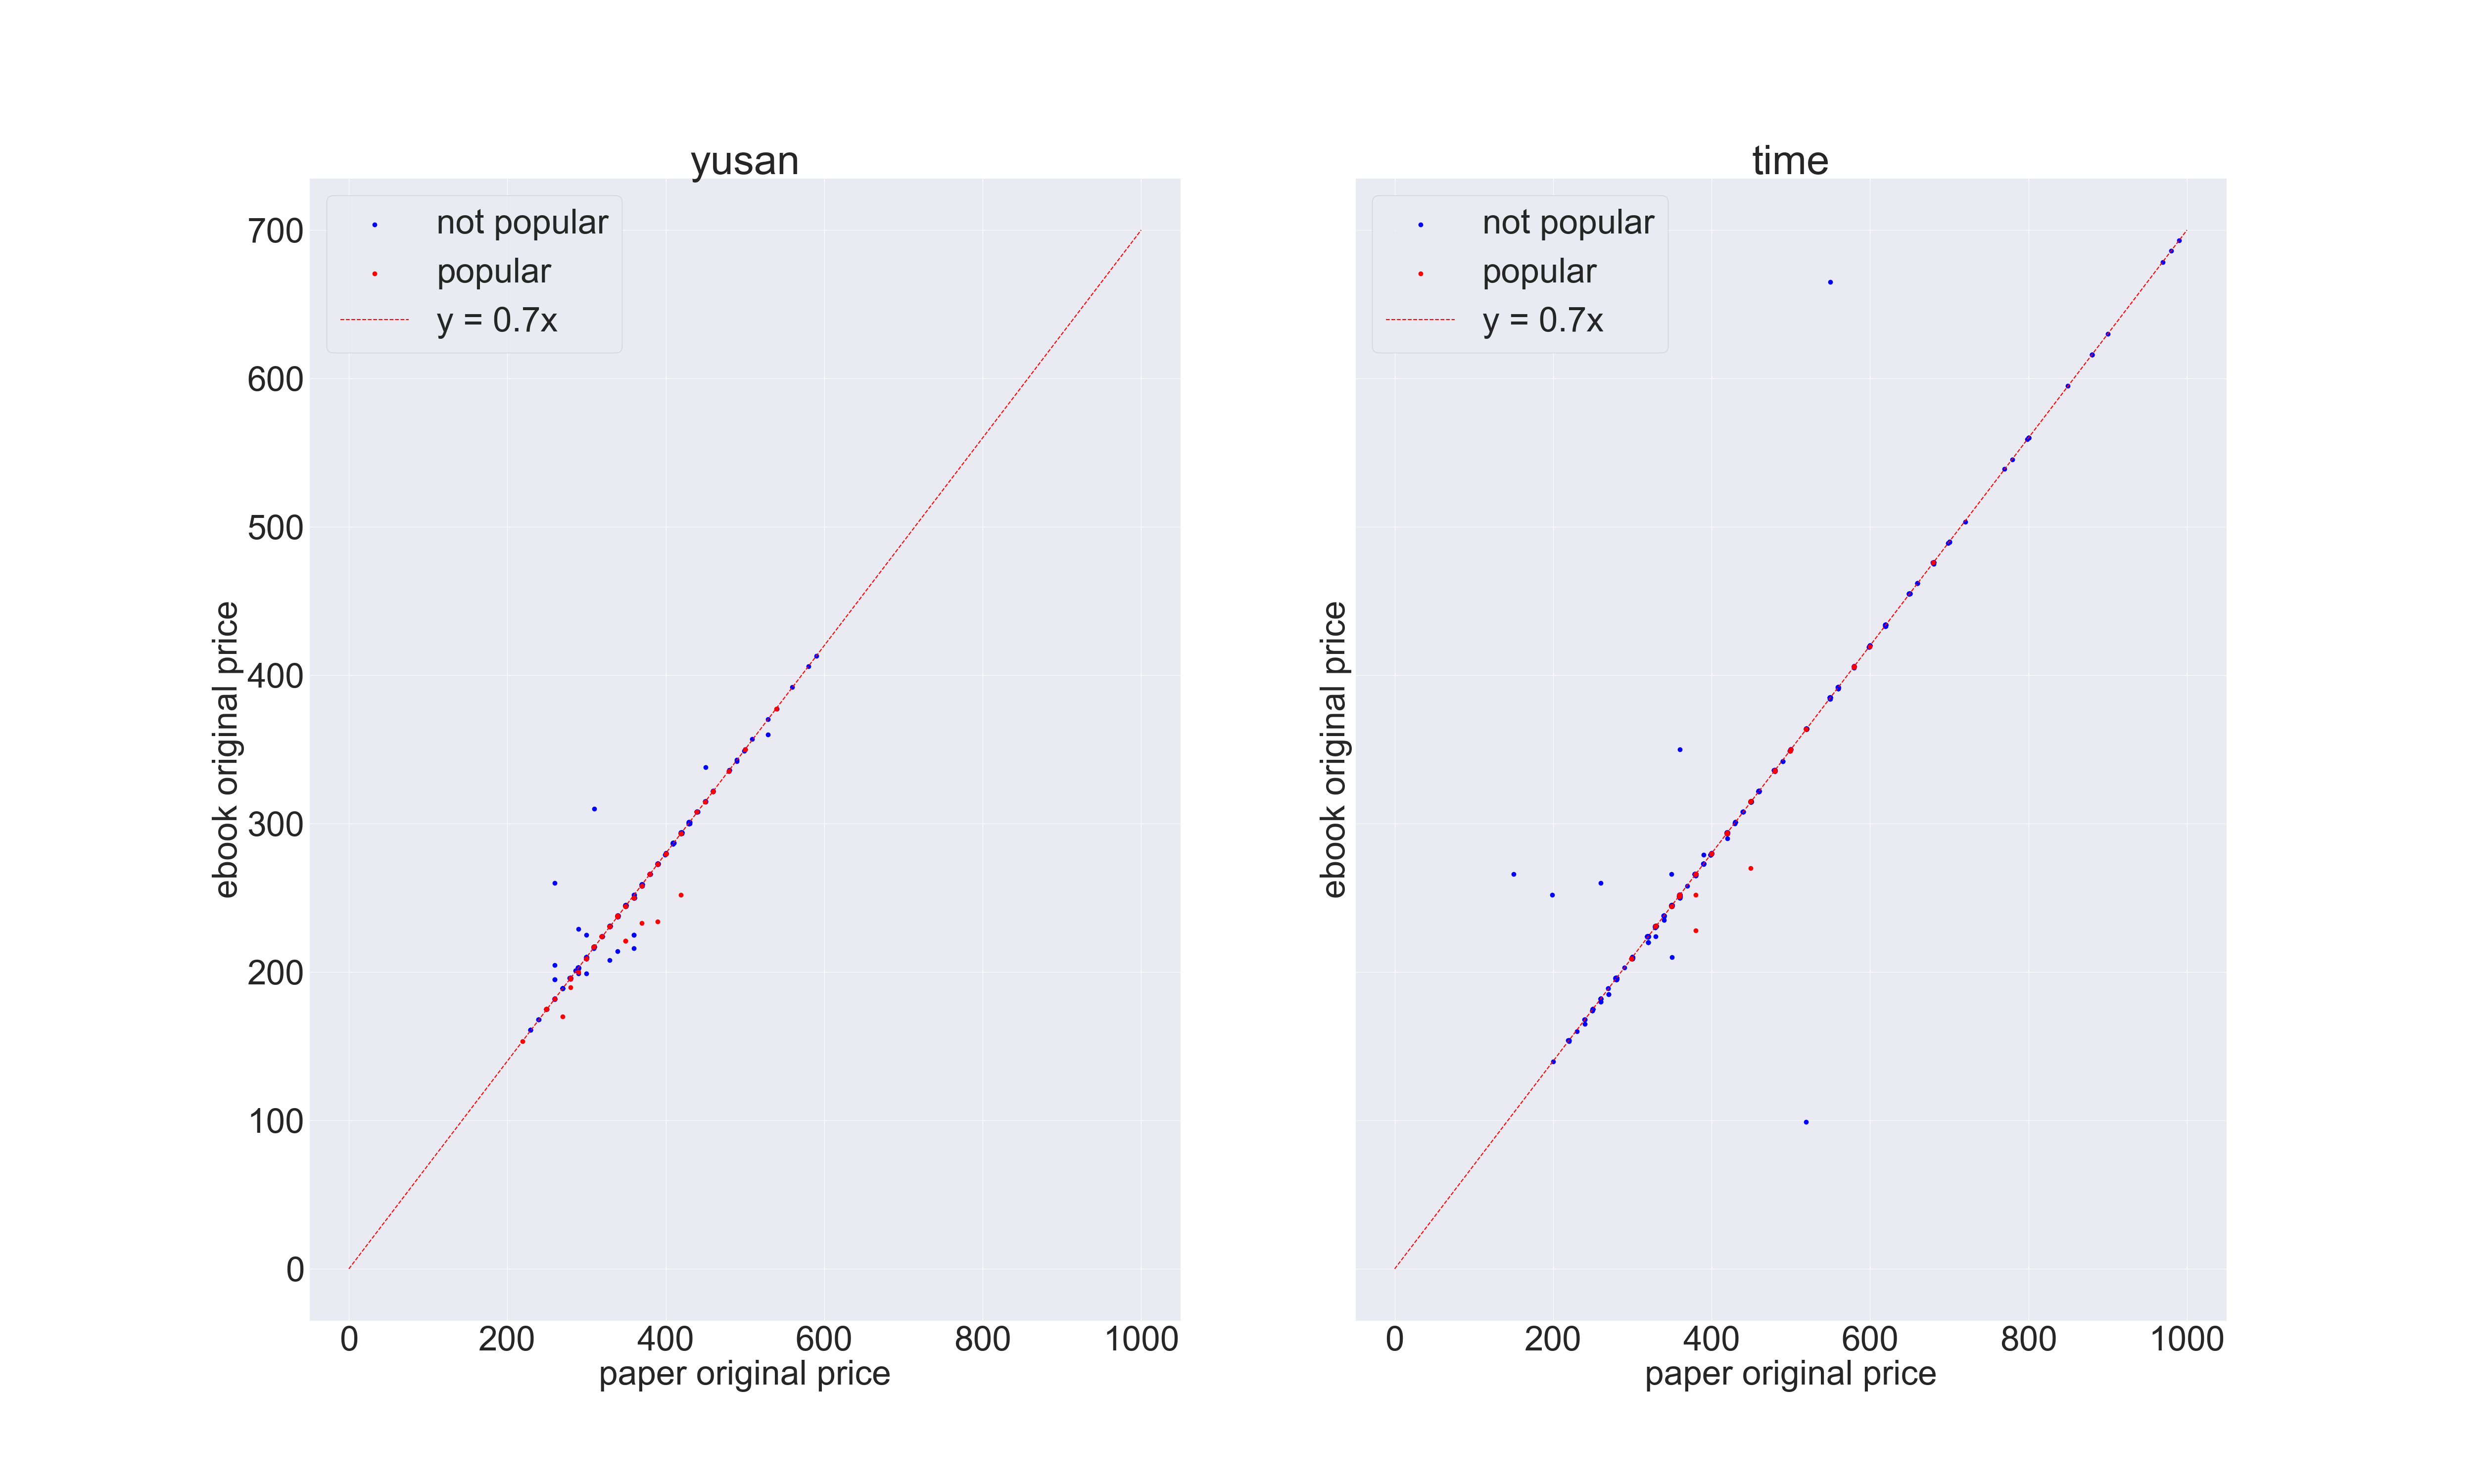 yusan
not popular
popular
y = 0.7x
700
600
500
400
300
200
100
0
ebook original price
0 200 400 600 800 1000
paper original price
time
not popular
popular
y = 0.7x
ebook original price
0 200 400 600 800 1000
paper original price